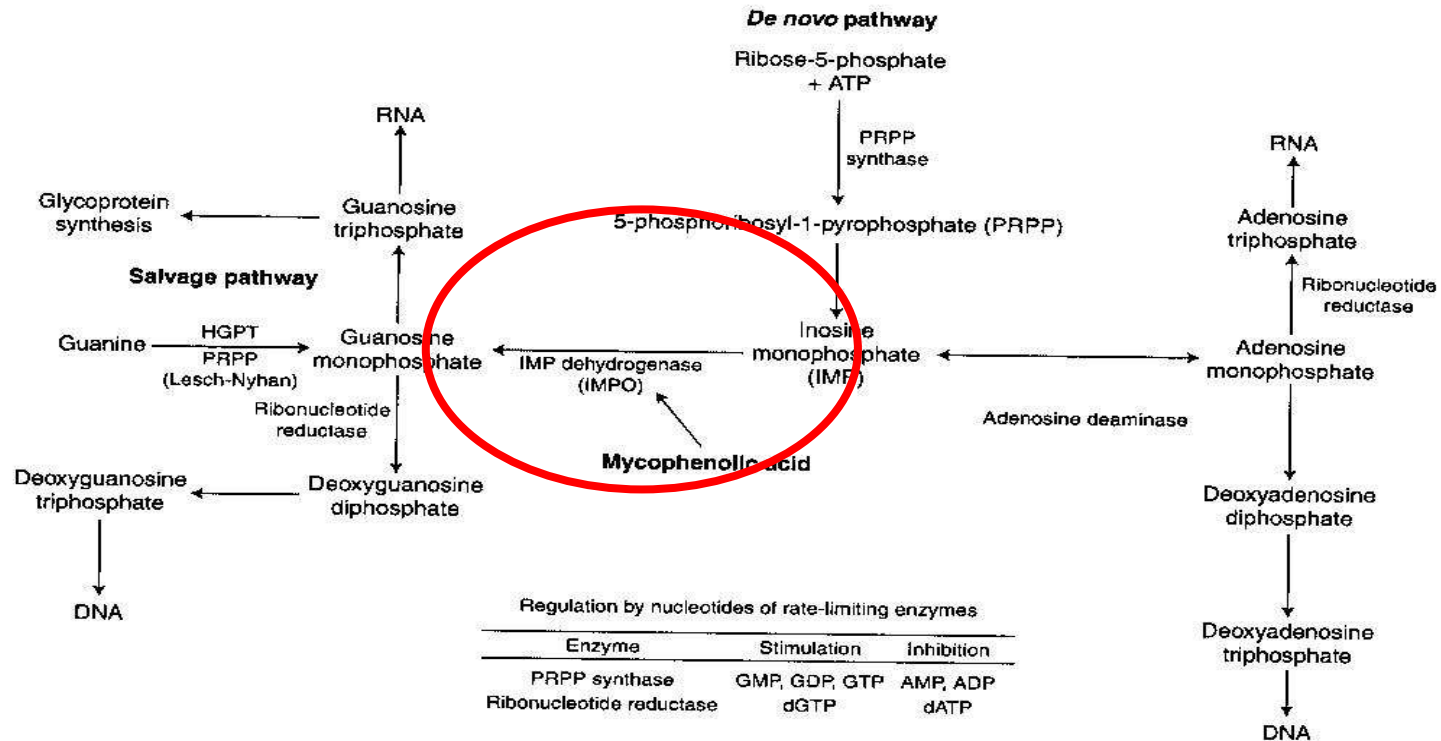 De novo pathway
Ribose-5-phosphate
+ ATP
PRPP
synthase
5-phosphoribosyl-1-pyrophosphate (PRPP)
Inosine
monophosphate
(IMP)
RNA
Glycoprotein
synthesis
Guanosine
triphosphate
Salvage pathway
Guanine
HGPT
PRPP
(Lesch-Nyhan)
Guanosine
monophosphate
IMP dehydrogenase
(IMPO)
Ribonucleotide
reductase
Mycophenolic acid
Deoxyguanosine
triphosphate
Deoxyguanosine
diphosphate
DNA
RNA
Adenosine
triphosphate
Ribonucleotide
reductase
Adenosine
monophosphate
Adenosine deaminase
Deoxyadenosine
diphosphate
Deoxyadenosine
triphosphate
DNA
Regulation by nucleotides of rate-limiting enzymes
Enzyme Stimulation Inhibition
PRPP synthase GMP, GDP, GTP AMP, ADP
Ribonucleotide reductase dGTP dATP